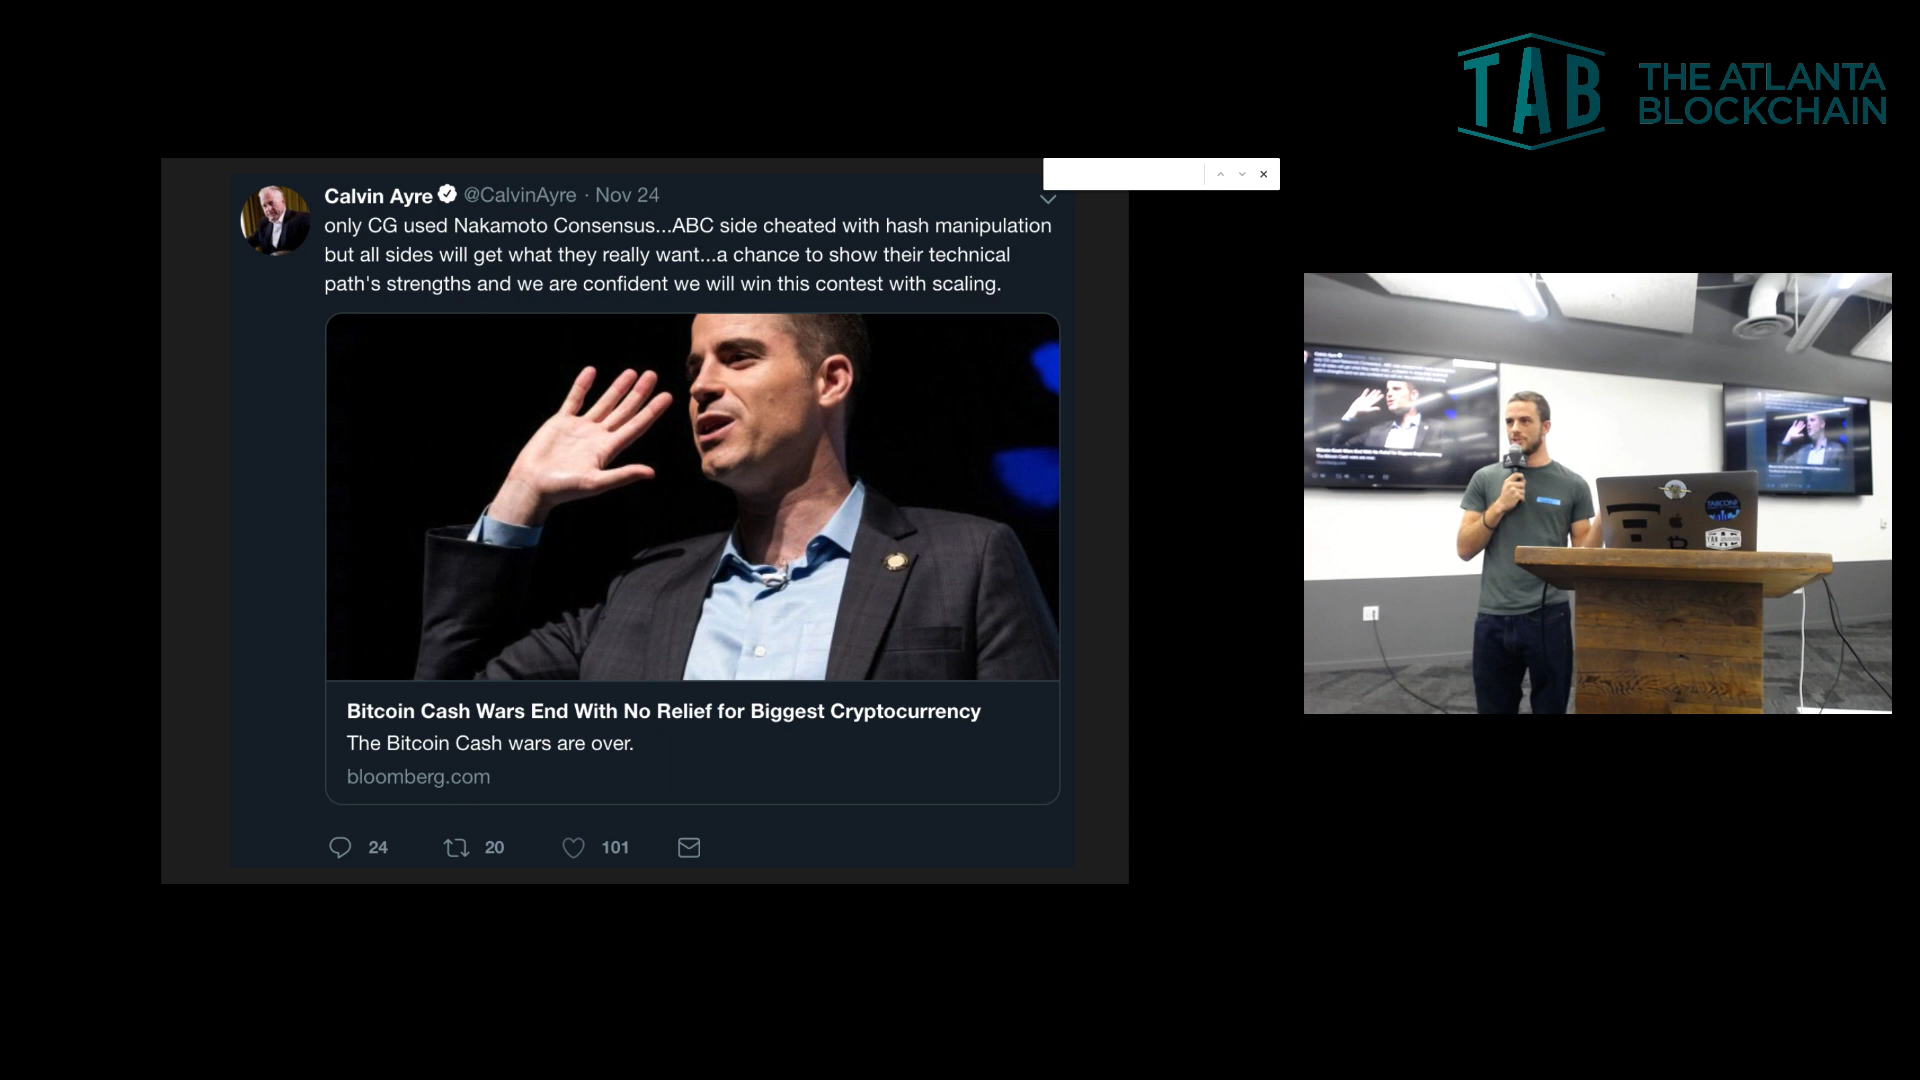 TAB THE ATLANTA
BLOCKCHAIN
Calvin Ayre @CalvinAyre · Nov 24
only CG used Nakamoto Consensus...ABC side cheated with hash manipulation
but all sides will get what they really want...a chance to show their technical
path's strengths and we are confident we will win this contest with scaling.
Bitcoin Cash Wars End With No Relief for Biggest Cryptocurrency
The Bitcoin Cash wars are over.
bloomberg.com
24 20 101
TABCONF
TAB